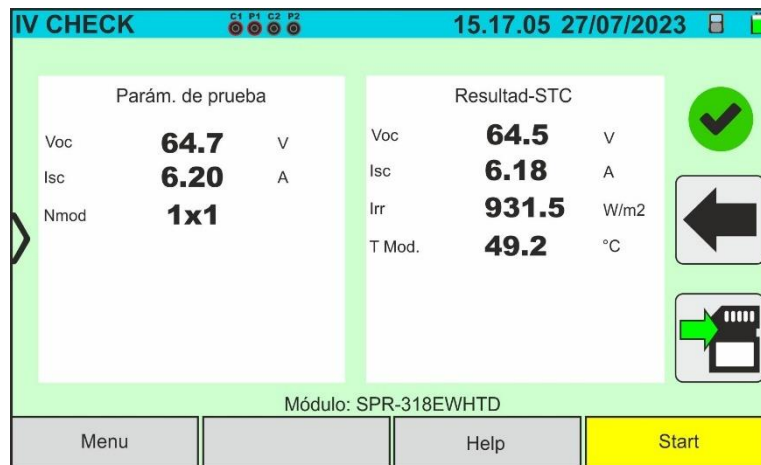 IV CHECK C1 P1 C2 P2 15.17.05 27/07/2023
Parám. de prueba
Voc 64.7 V
Isc 6.20 A
Nmod 1x1
Resultad-STC
Voc 64.5 V
Isc 6.18 A
Irr 931.5 W/m2
T Mod. 49.2 °C
Módulo: SPR-318EWHTD
Menu Help Start